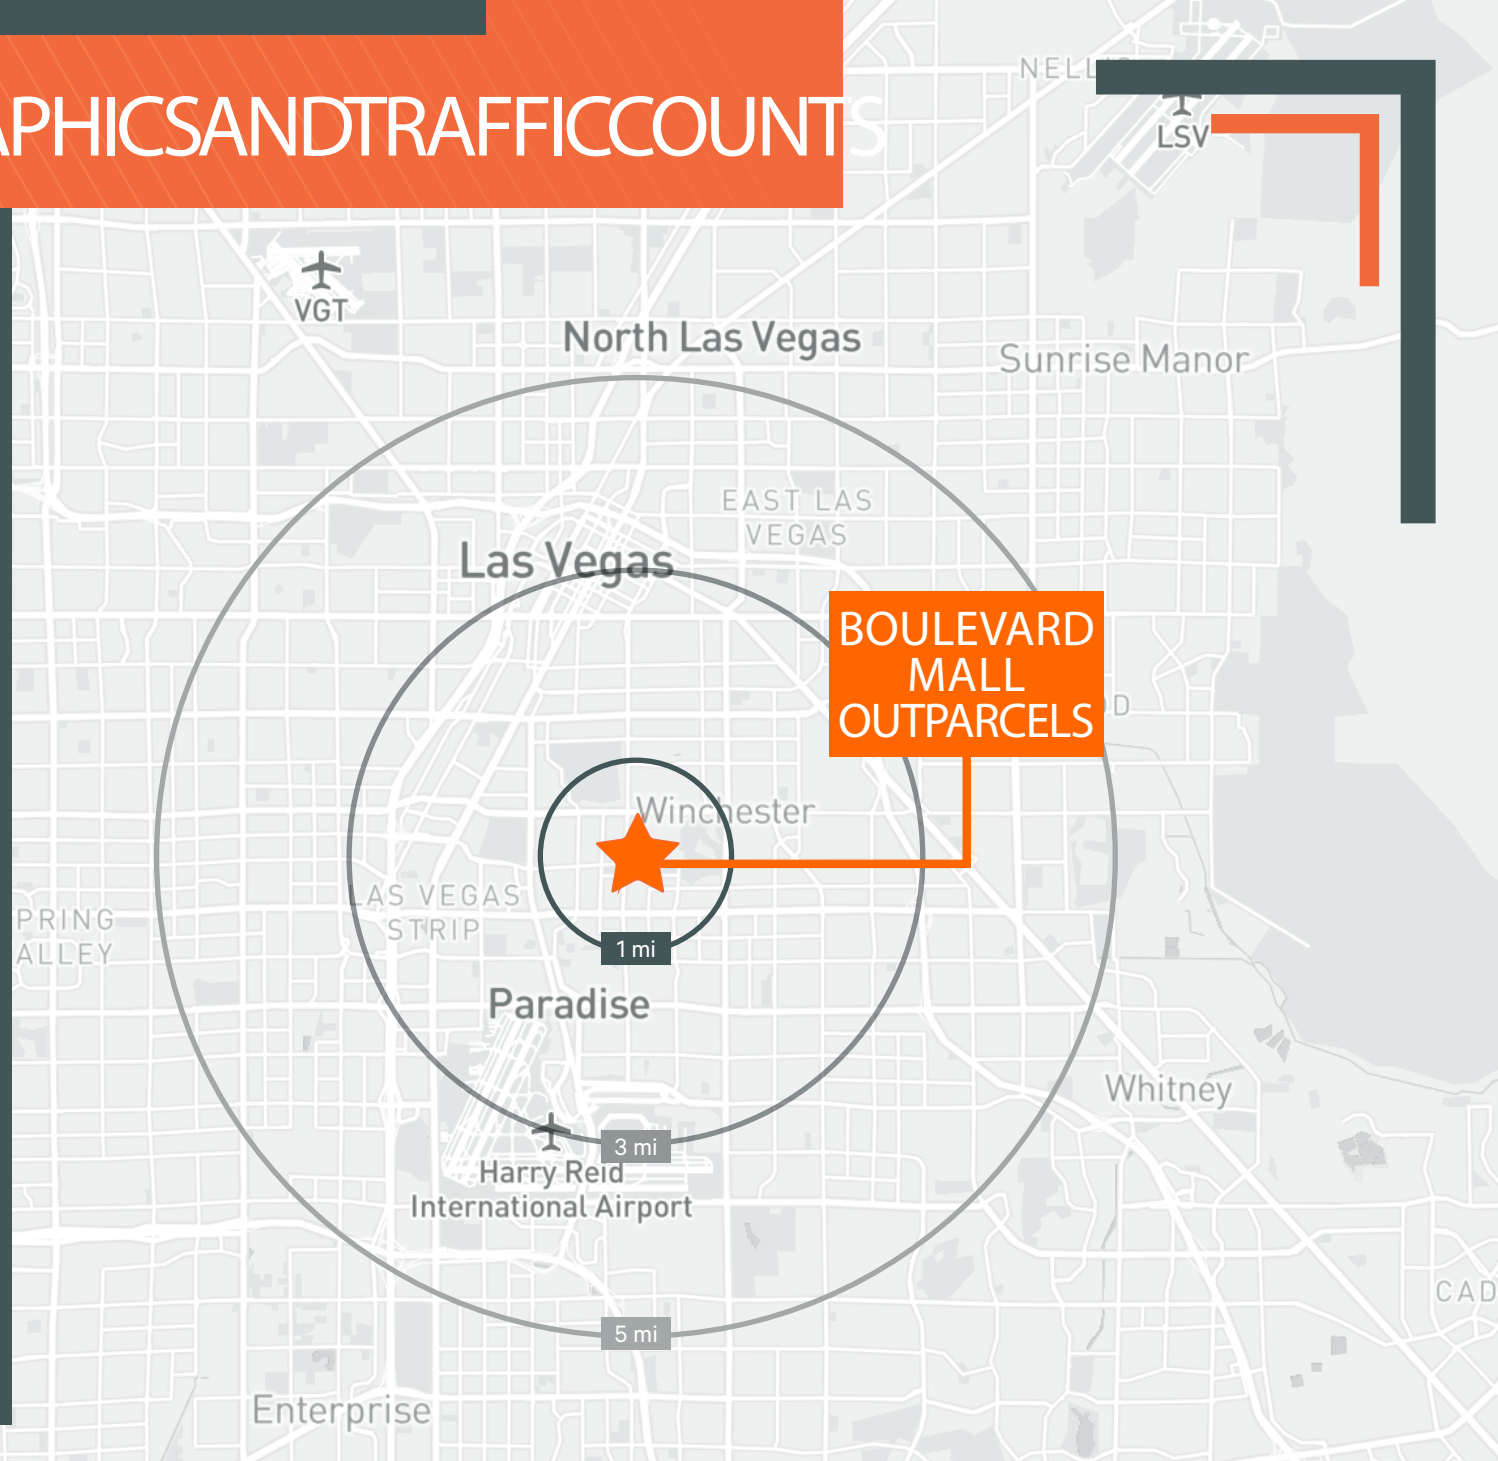 APHICSANDTRAFFICCOUNTS
LSV
VGT
North Las Vegas
Sunrise Manor
EAST LAS
VEGAS
Las Vegas
BOULEVARD
MALL
OUTPARCELS
Winchester
LAS VEGAS
STRIP
PRING
ALLEY
1 mi
Paradise
Whitney
3 mi
Harry Reid
International Airport
CAD
5 mi
Enterprise